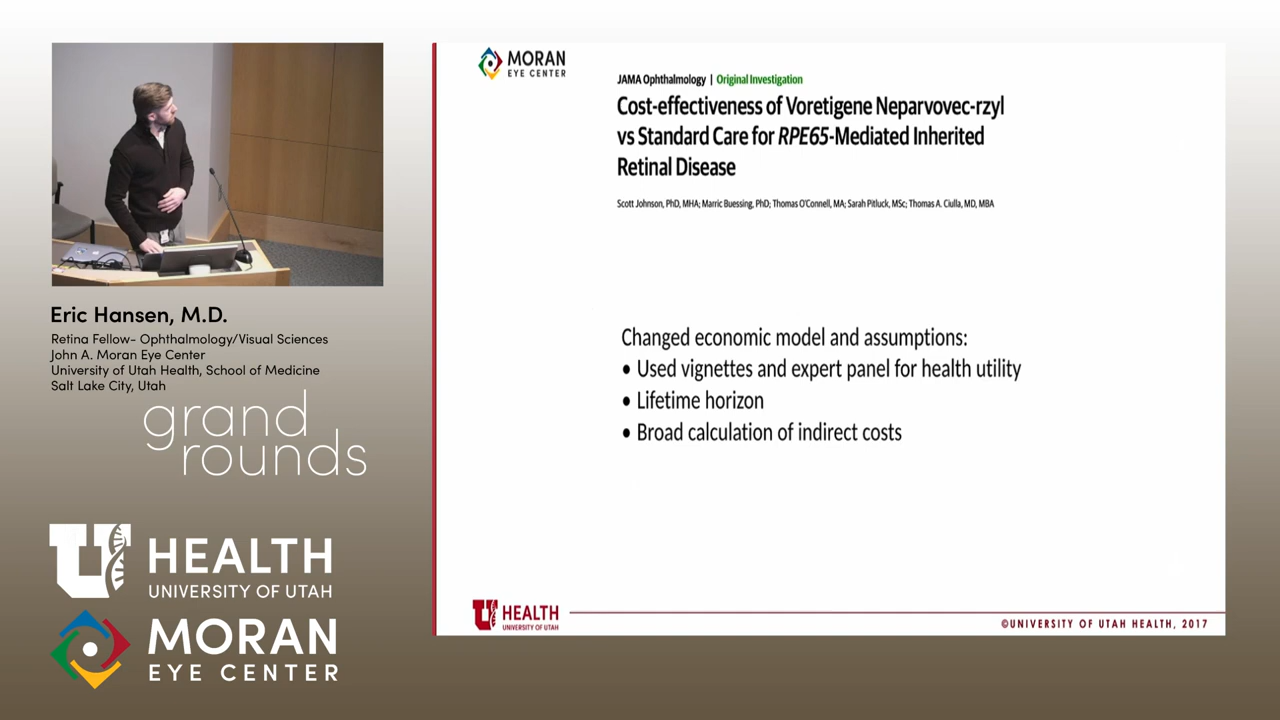 Eric Hansen, M.D.
Retina Fellow- Ophthalmology/Visual Sciences
John A. Moran Eye Center
University of Utah Health, School of Medicine
Salt Lake City, Utah
grand
rounds
U HEALTH
UNIVERSITY OF UTAH
MORAN
EYE CENTER
MORAN
EYE CENTER
JAMA Ophthalmology | Original Investigation
Cost-effectiveness of Voretigene Neparvovec-rzyl
vs Standard Care for RPE65-Mediated Inherited
Retinal Disease
Scott Johnson, PhD, MHA; Marric Buessing, PhD; Thomas O'Connell, MA; Sarah Pitluck, MSc; Thomas A. Ciulla, MD, MBA
Changed economic model and assumptions:
• Used vignettes and expert panel for health utility
• Lifetime horizon
• Broad calculation of indirect costs
U HEALTH
UNIVERSITY OF UTAH
©UNIVERSITY OF UTAH HEALTH, 2017